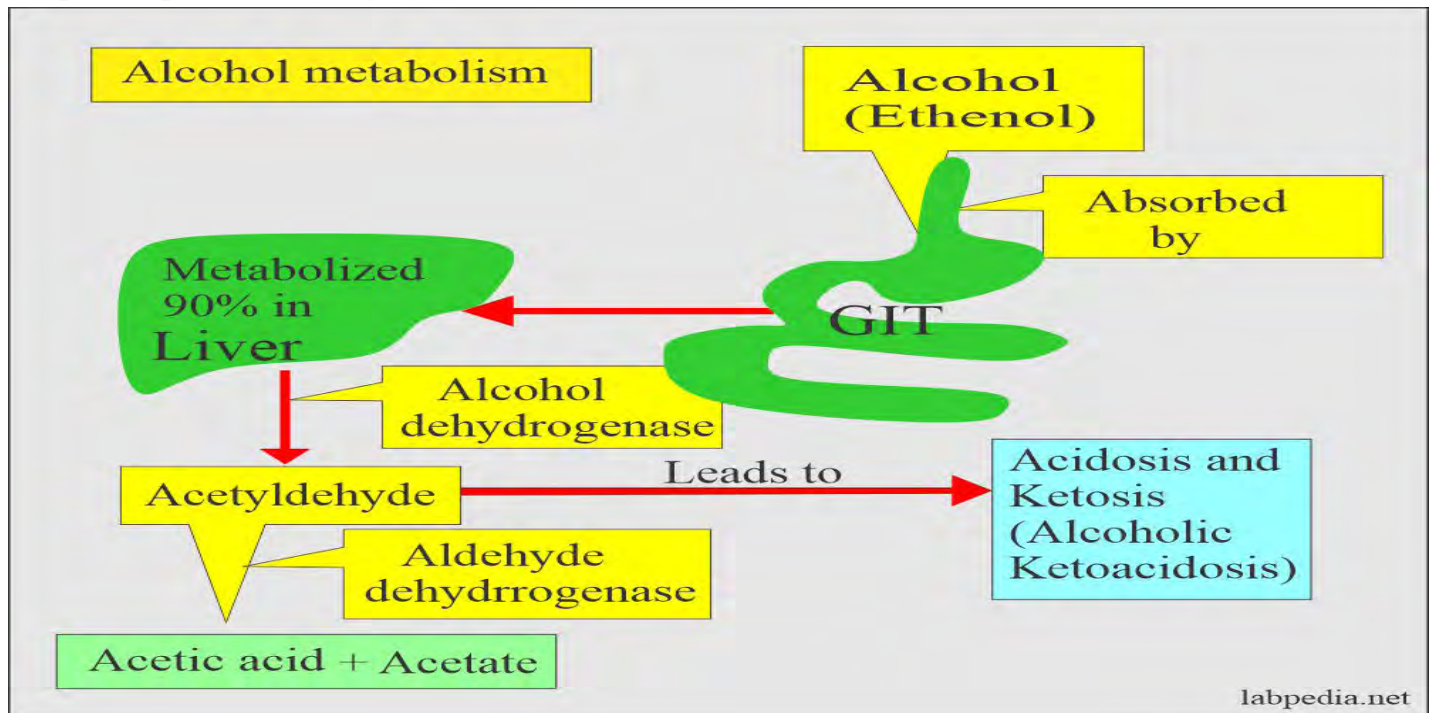 Alcohol metabolism
Alcohol
(Ethenol)
Absorbed
by
Metabolized
90% in
Liver
GIT
Alcohol
dehydrogenase
Leads to
Acetyldehyde
Acidosis and
Ketosis
(Alcoholic
Ketoacidosis)
Aldehyde
dehydrrogenase
Acetic acid + Acetate
labpedia.net